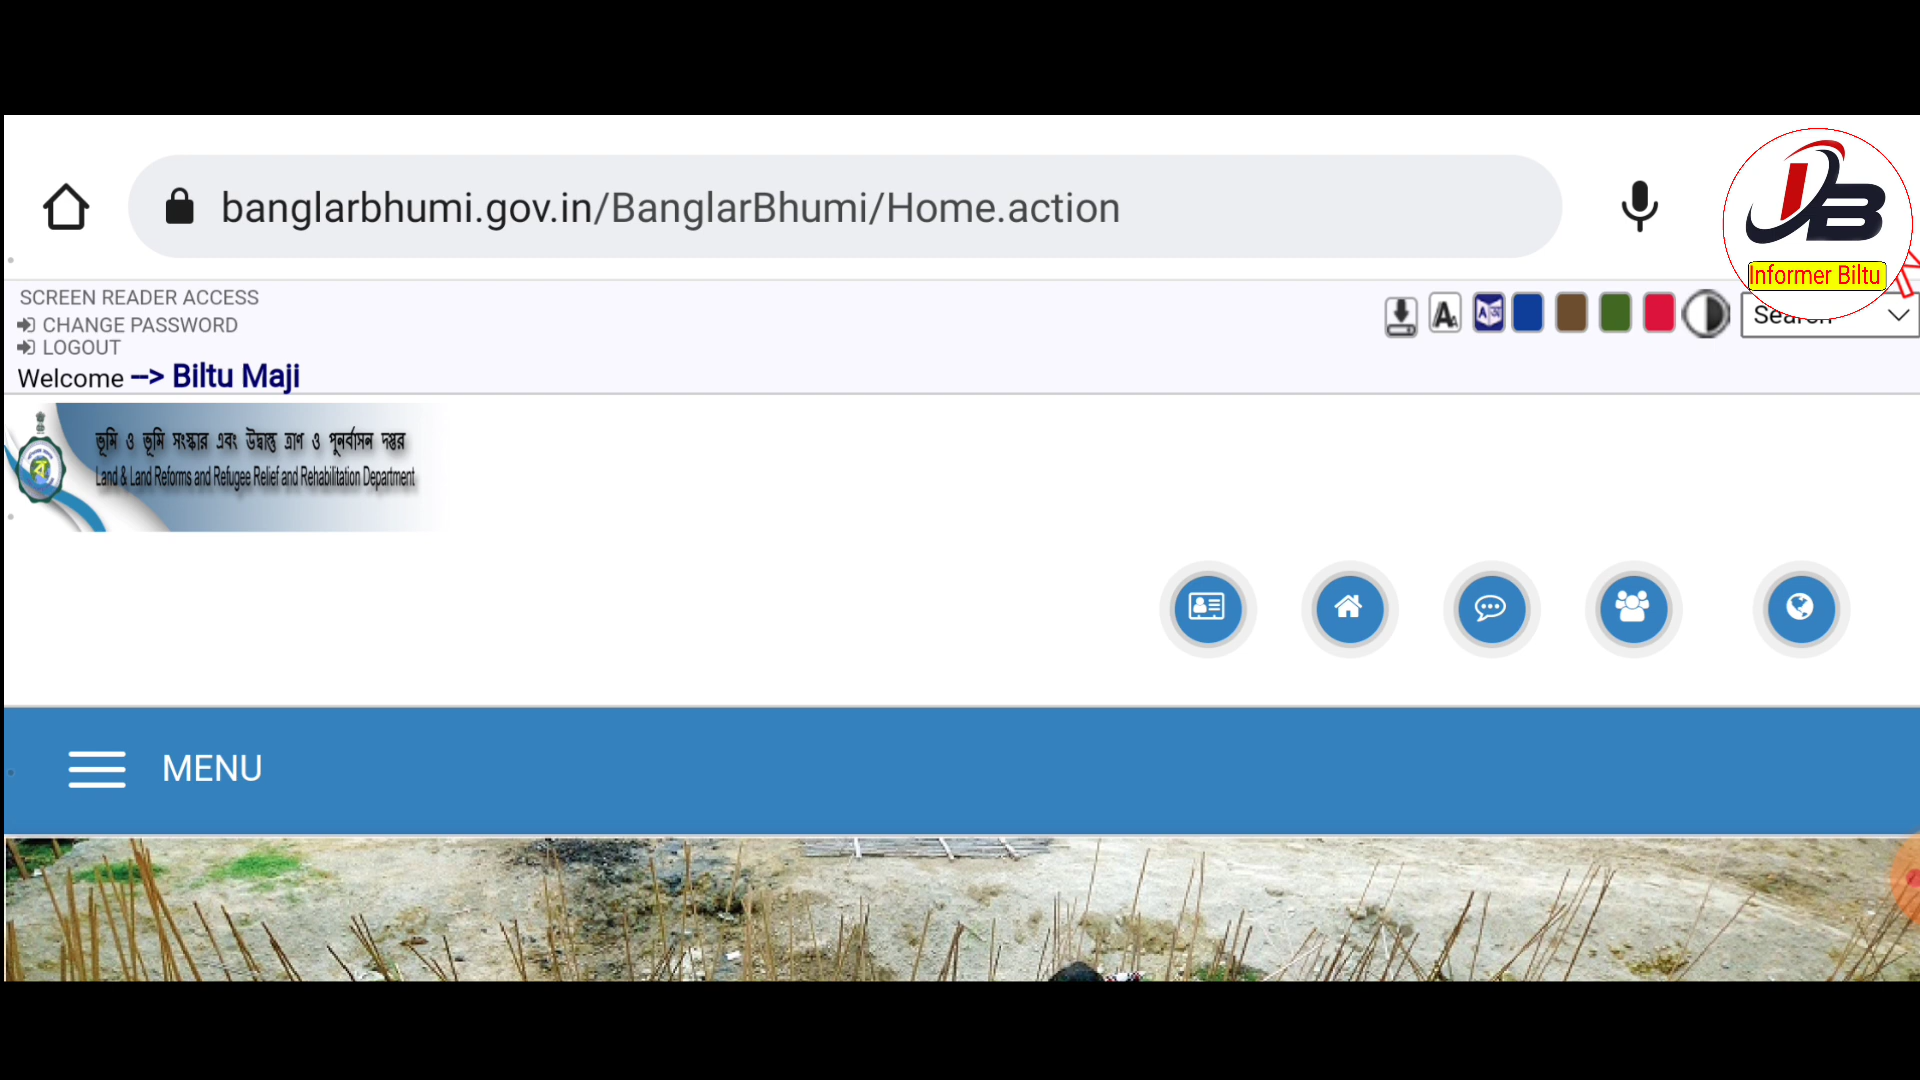 banglarbhumi.gov.in/BanglarBhumi/Home.action
Informer Biltu
SCREEN READER ACCESS
CHANGE PASSWORD
LOGOUT
Welcome --> Biltu Maji
Search
ভূমি ও ভূমি সংস্কার এবং উদ্বাস্তু ত্রাণ ও পুনর্বাসন দপ্তর
Land & Land Reforms and Refugee Relief and Rehabilitation Department
MENU